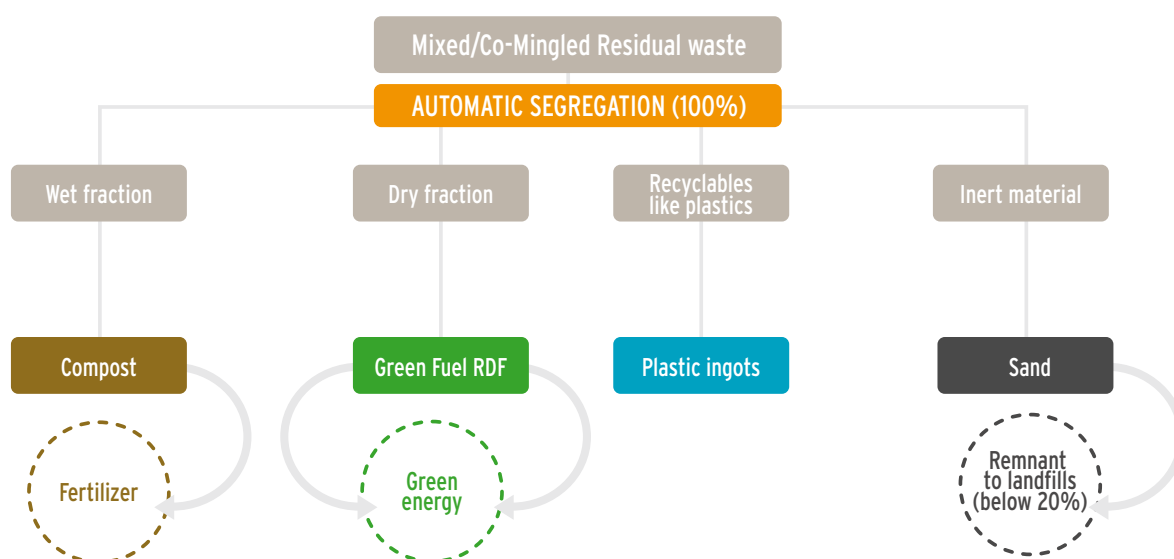 Mixed/Co-Mingled Residual waste
AUTOMATIC SEGREGATION (100%)
Wet fraction
Dry fraction
Recyclables
like plastics
Inert material
Compost
Green Fuel RDF
Plastic ingots
Sand
Fertilizer
Green
energy
Remnant
to landfills
(below 20%)